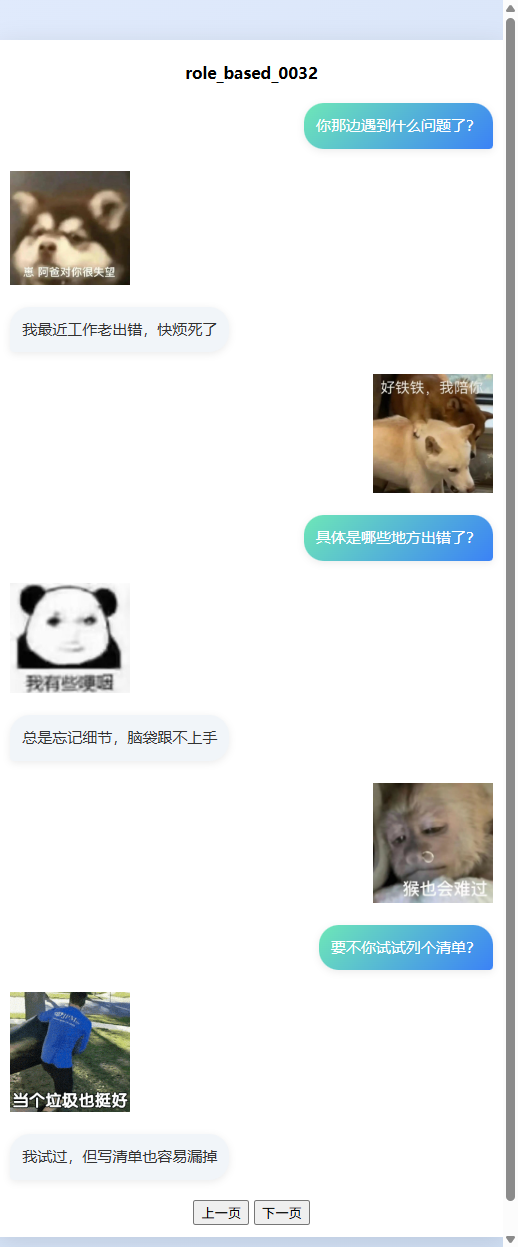 role_based_0032
你那边遇到什么问题了？
崽 阿爸对你很失望
我最近工作老出错，快烦死了
好铁铁，我陪你
具体是哪些地方出错了？
我有些哽咽
总是忘记细节，脑袋跟不上手
猴也会难过
要不你试试列个清单？
当个垃圾也挺好
我试过，但写清单也容易漏掉
上一页 下一页